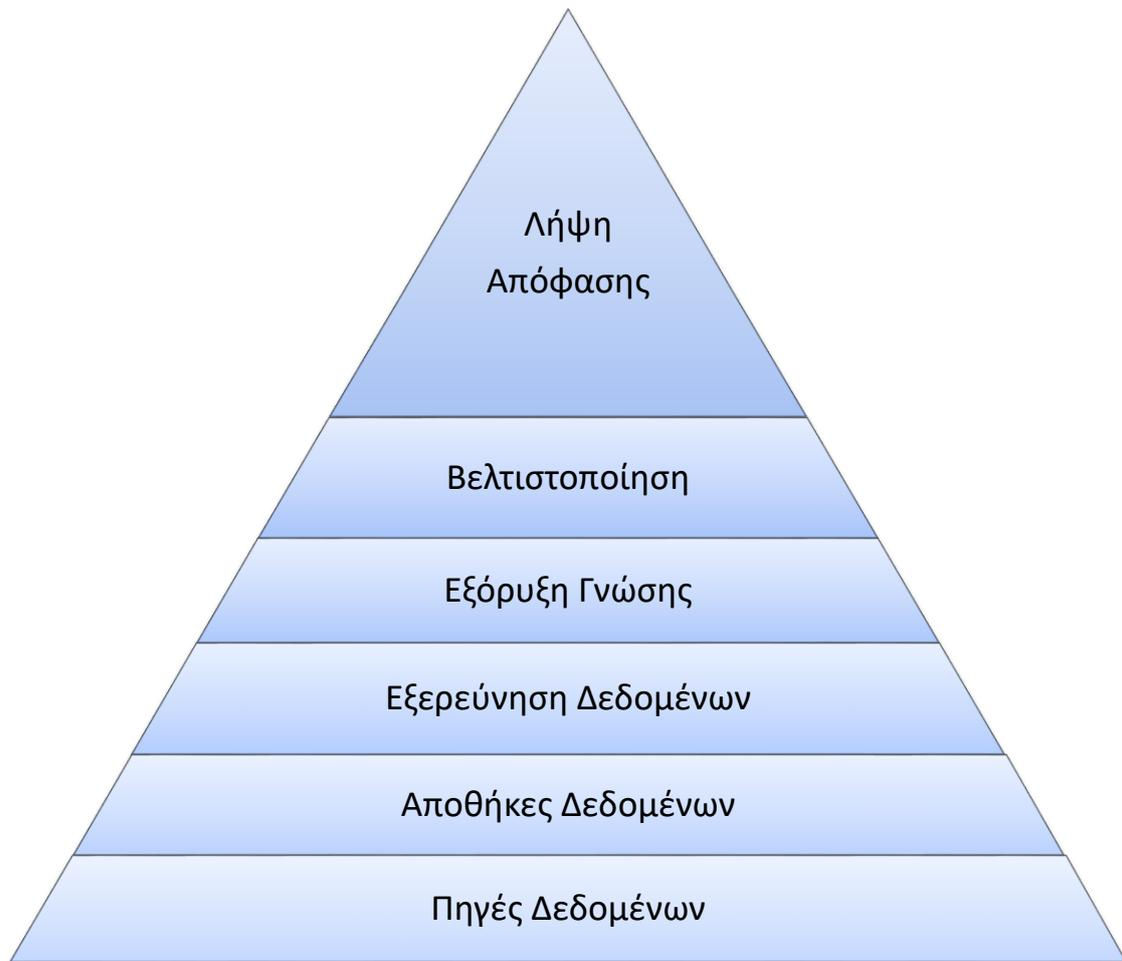 Λήψη
Απόφασης
Βελτιστοποίηση
Εξόρυξη Γνώσης
Εξερεύνηση Δεδομένων
Αποθήκες Δεδομένων
Πηγές Δεδομένων